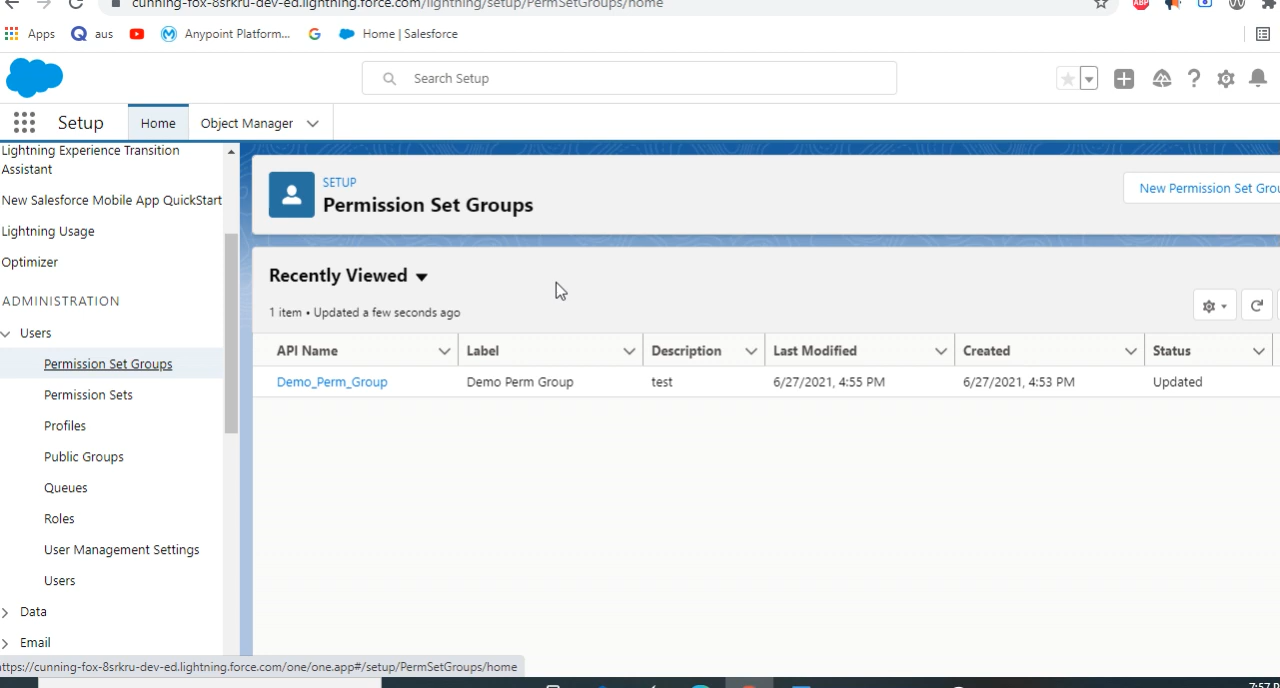 cunning-fox-8srkru-dev-ed.lightning.force.com/lightning/setup/PermSetGroups/home
ABP
Apps aus Anypoint Platform... Home | Salesforce
Search Setup
Setup Home Object Manager
Lightning Experience Transition
Assistant
New Salesforce Mobile App QuickStart
Lightning Usage
Optimizer
ADMINISTRATION
Users
Permission Set Groups
Permission Sets
Profiles
Public Groups
Queues
Roles
User Management Settings
Users
Data
Email
SETUP
Permission Set Groups
New Permission Set Grou
Recently Viewed
1 item • Updated a few seconds ago
API Name Label Description Last Modified Created Status
Demo_Perm_Group Demo Perm Group test 6/27/2021, 4:55 PM 6/27/2021, 4:53 PM Updated
ttps://cunning-fox-8srkru-dev-ed.lightning.force.com/one/one.app#/setup/PermSetGroups/home
7:57 P